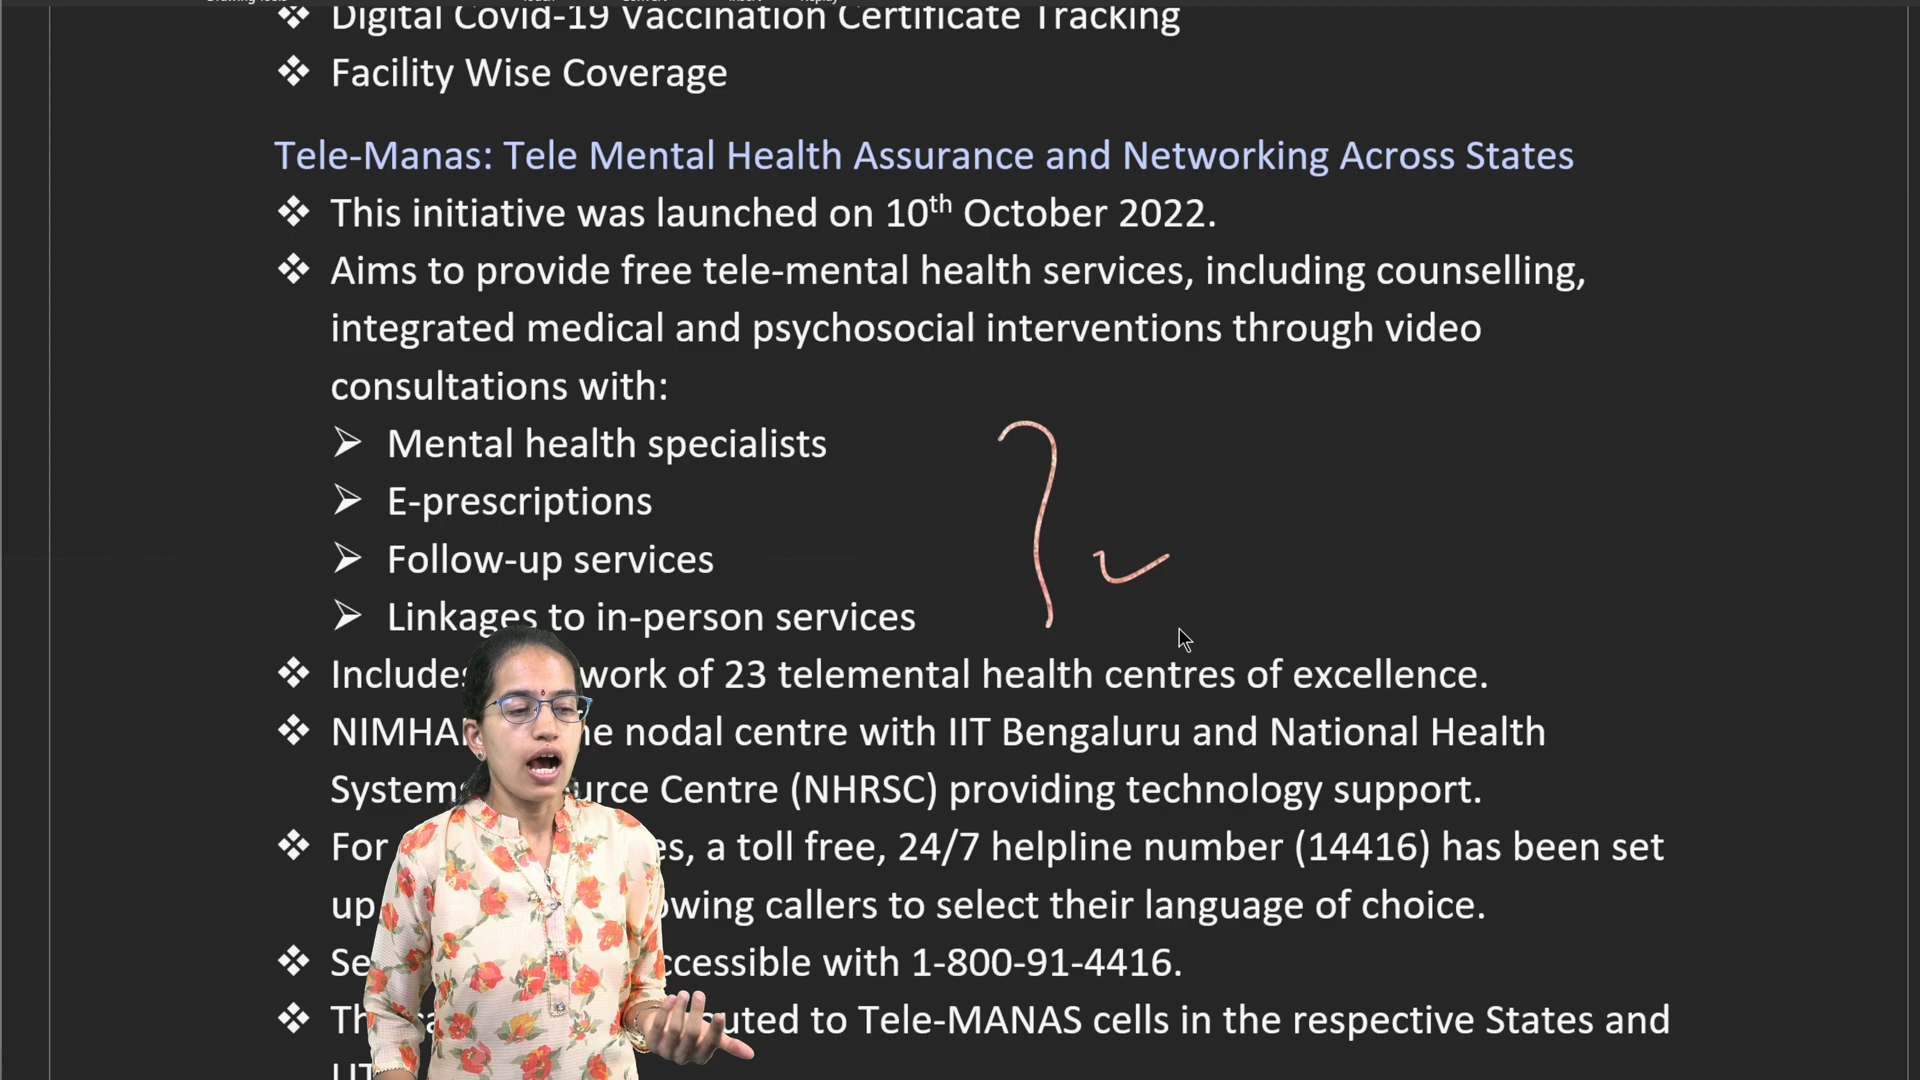 Digital Covid-19 Vaccination Certificate Tracking
Facility Wise Coverage
Tele-Manas: Tele Mental Health Assurance and Networking Across States
This initiative was launched on 10th October 2022.
Aims to provide free tele-mental health services, including counselling,
integrated medical and psychosocial interventions through video
consultations with:
Mental health specialists
E-prescriptions
Follow-up services
Linkages to in-person services
Includes work of 23 telemental health centres of excellence.
NIMHA nodal centre with IIT Bengaluru and National Health
System urce Centre (NHRSC) providing technology support.
For es, a toll free, 24/7 helpline number (14416) has been set
up owing callers to select their language of choice.
Se ccessible with 1-800-91-4416.
Th uted to Tele-MANAS cells in the respective States and